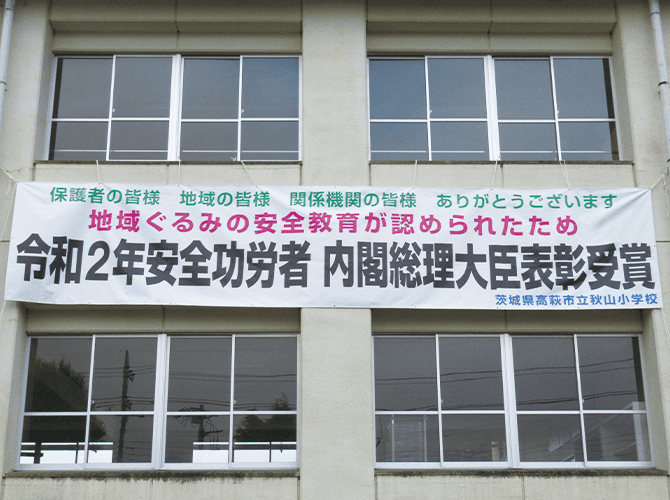 保護者の皆様　地域の皆様　関係機関の皆様　ありがとうございます
地域ぐるみの安全教育が認められたため
令和２年安全功労者 内閣総理大臣表彰受賞
茨城県高萩市立秋山小学校